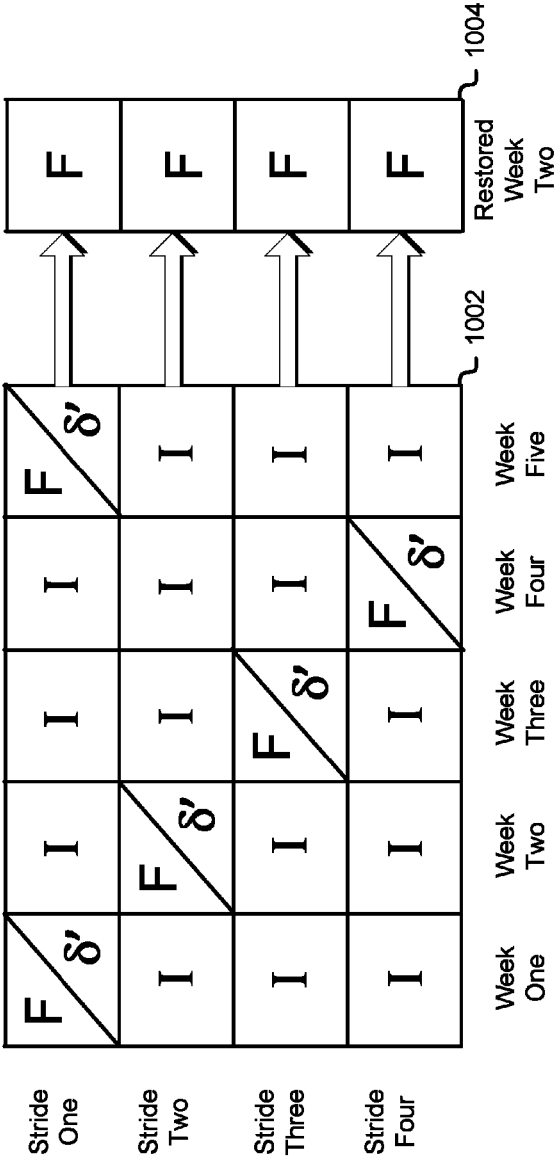 Stride
One
F δ' I I I F δ' F
Stride
Two
I F δ' I I I F
Stride
Three
I I F δ' I I F
Stride
Four
I I I F δ' I F
1002
1004
Week
One
Week
Two
Week
Three
Week
Four
Week
Five
Restored
Week
Two